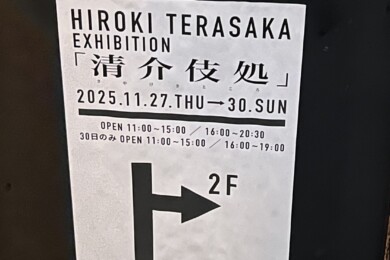 HIROKI TERASAKA
EXHIBITION
「清介伎処」
2025.11.27.THU→30.SUN
OPEN 11:00~15:00 ／ 16:00~20:30
30日のみ OPEN 11:00~15:00 ／ 16:00~19:00
2F